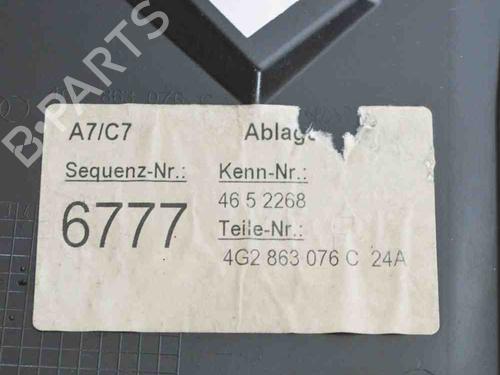 B-PARTS
A7/C7 Ablag
Sequenz-Nr.: Kenn-Nr.:
6777 46 5 2268
Teile-Nr.:
4G2 863 076 C 24A